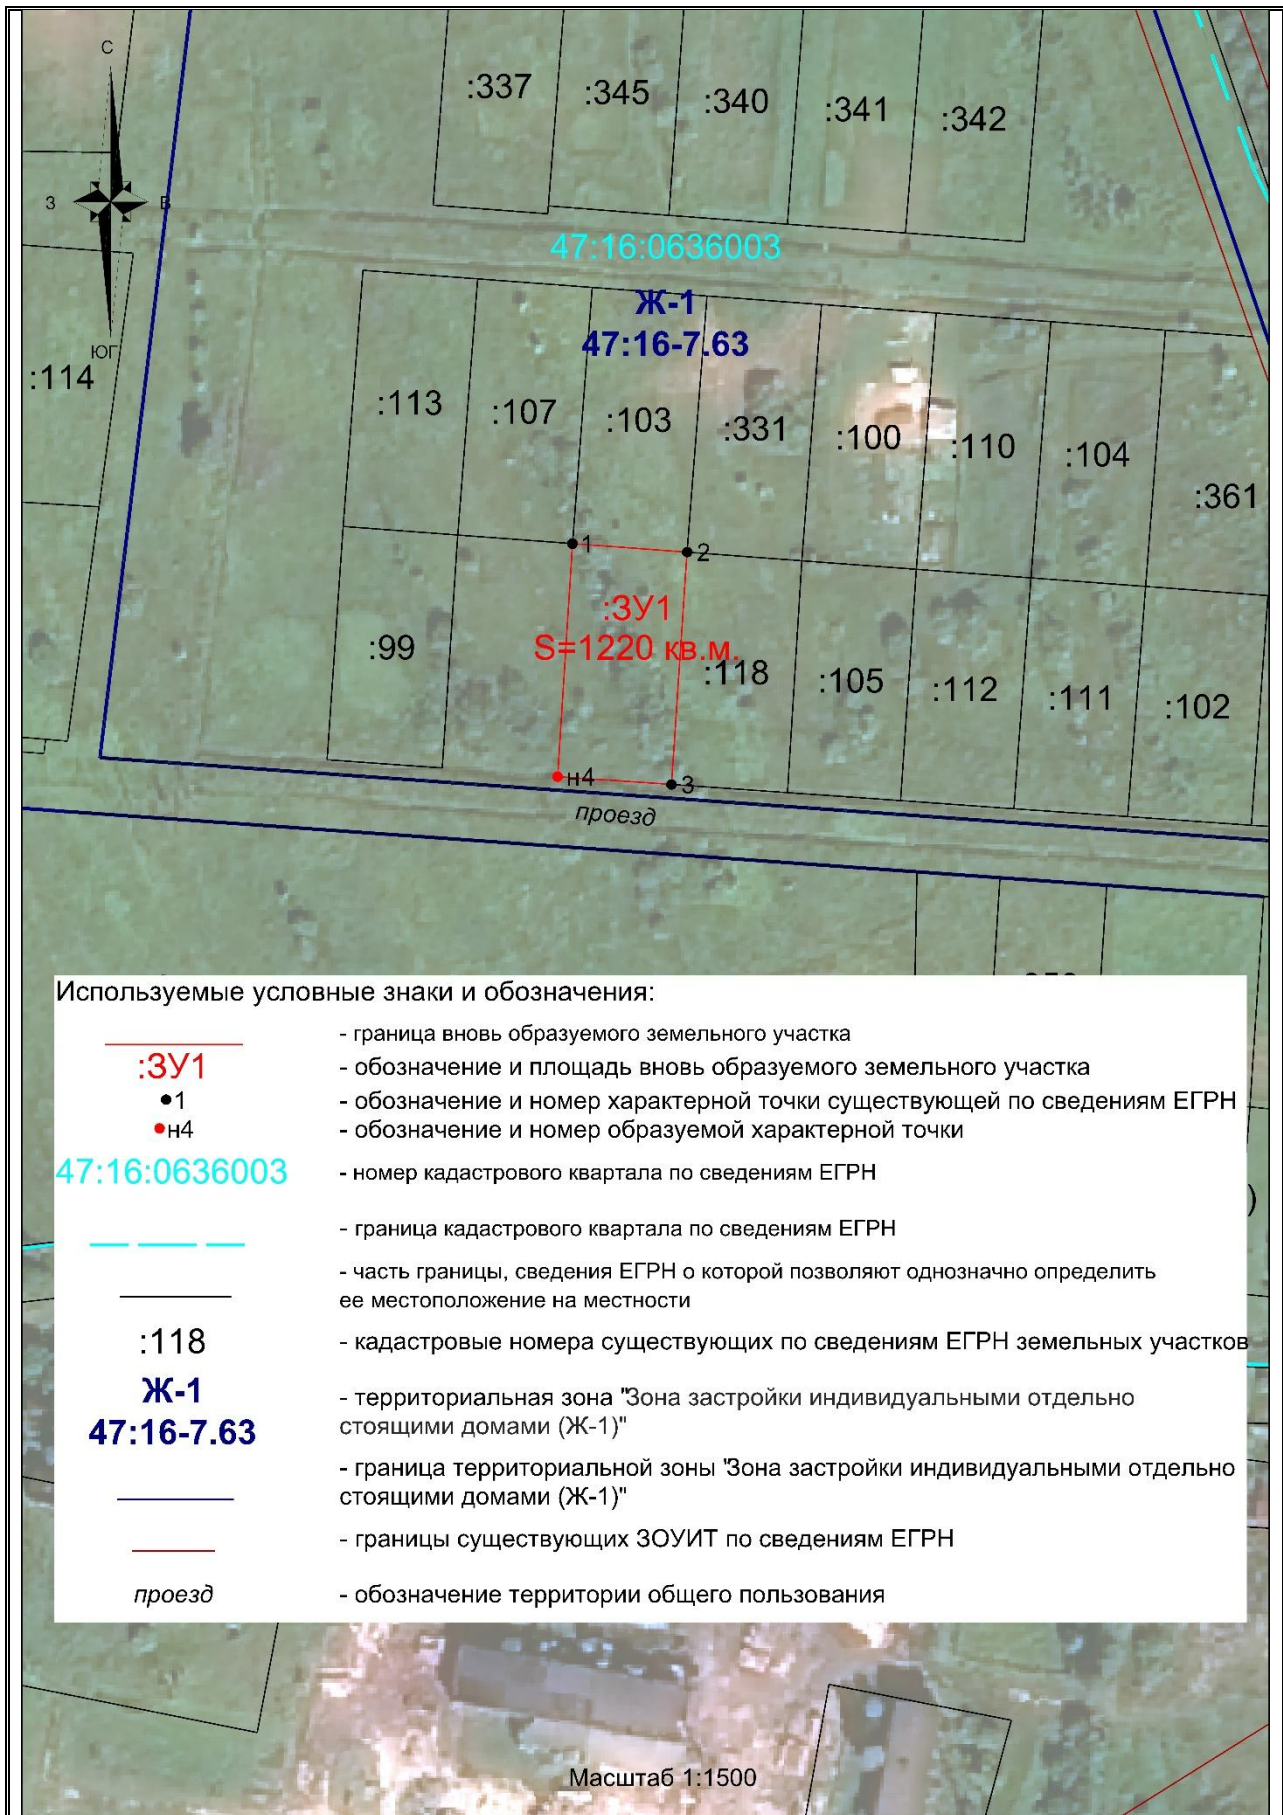 С
:337
:345
:340
:341
:342
З
В
47:16:0636003
Ж-1
47:16-7.63
ЮГ
:114
:113
:107
:103
:331
:100
:110
:104
:361
1
2
:ЗУ1
S=1220 кв.м.
:99
:118
:105
:112
:111
:102
н4
3
проезд
Используемые условные знаки и обозначения:
- граница вновь образуемого земельного участка
:ЗУ1 - обозначение и площадь вновь образуемого земельного участка
1 - обозначение и номер характерной точки существующей по сведениям ЕГРН
н4 - обозначение и номер образуемой характерной точки
47:16:0636003 - номер кадастрового квартала по сведениям ЕГРН
- граница кадастрового квартала по сведениям ЕГРН
)
- часть границы, сведения ЕГРН о которой позволяют однозначно определить
ее местоположение на местности
:118 - кадастровые номера существующих по сведениям ЕГРН земельных участков
Ж-1
47:16-7.63
- территориальная зона "Зона застройки индивидуальными отдельно
стоящими домами (Ж-1)"
- граница территориальной зоны "Зона застройки индивидуальными отдельно
стоящими домами (Ж-1)"
- границы существующих ЗОУИТ по сведениям ЕГРН
проезд - обозначение территории общего пользования
Масштаб 1:1500